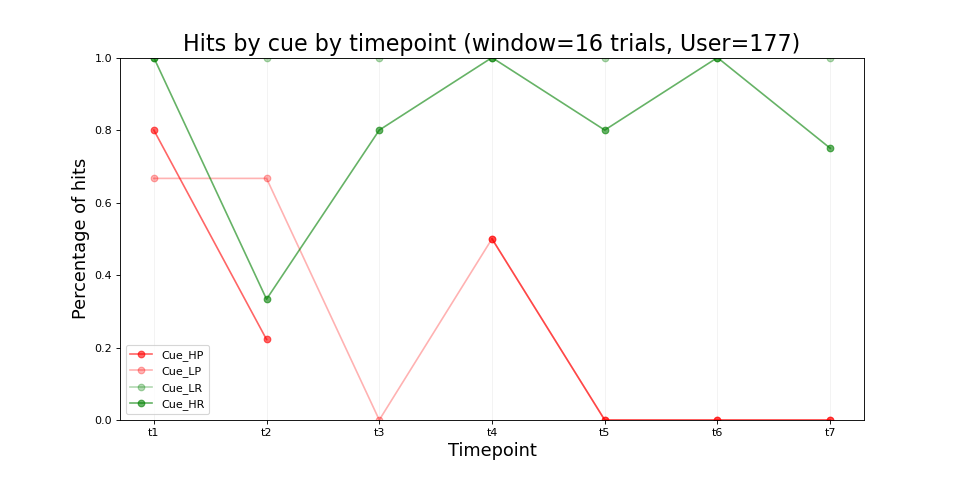 Hits by cue by timepoint (window=16 trials, User=177)
Percentage of hits
1.0
0.8
0.6
0.4
0.2
0.0
Cue_HP
Cue_LP
Cue_LR
Cue_HR
t1 t2 t3 t4 t5 t6 t7
Timepoint